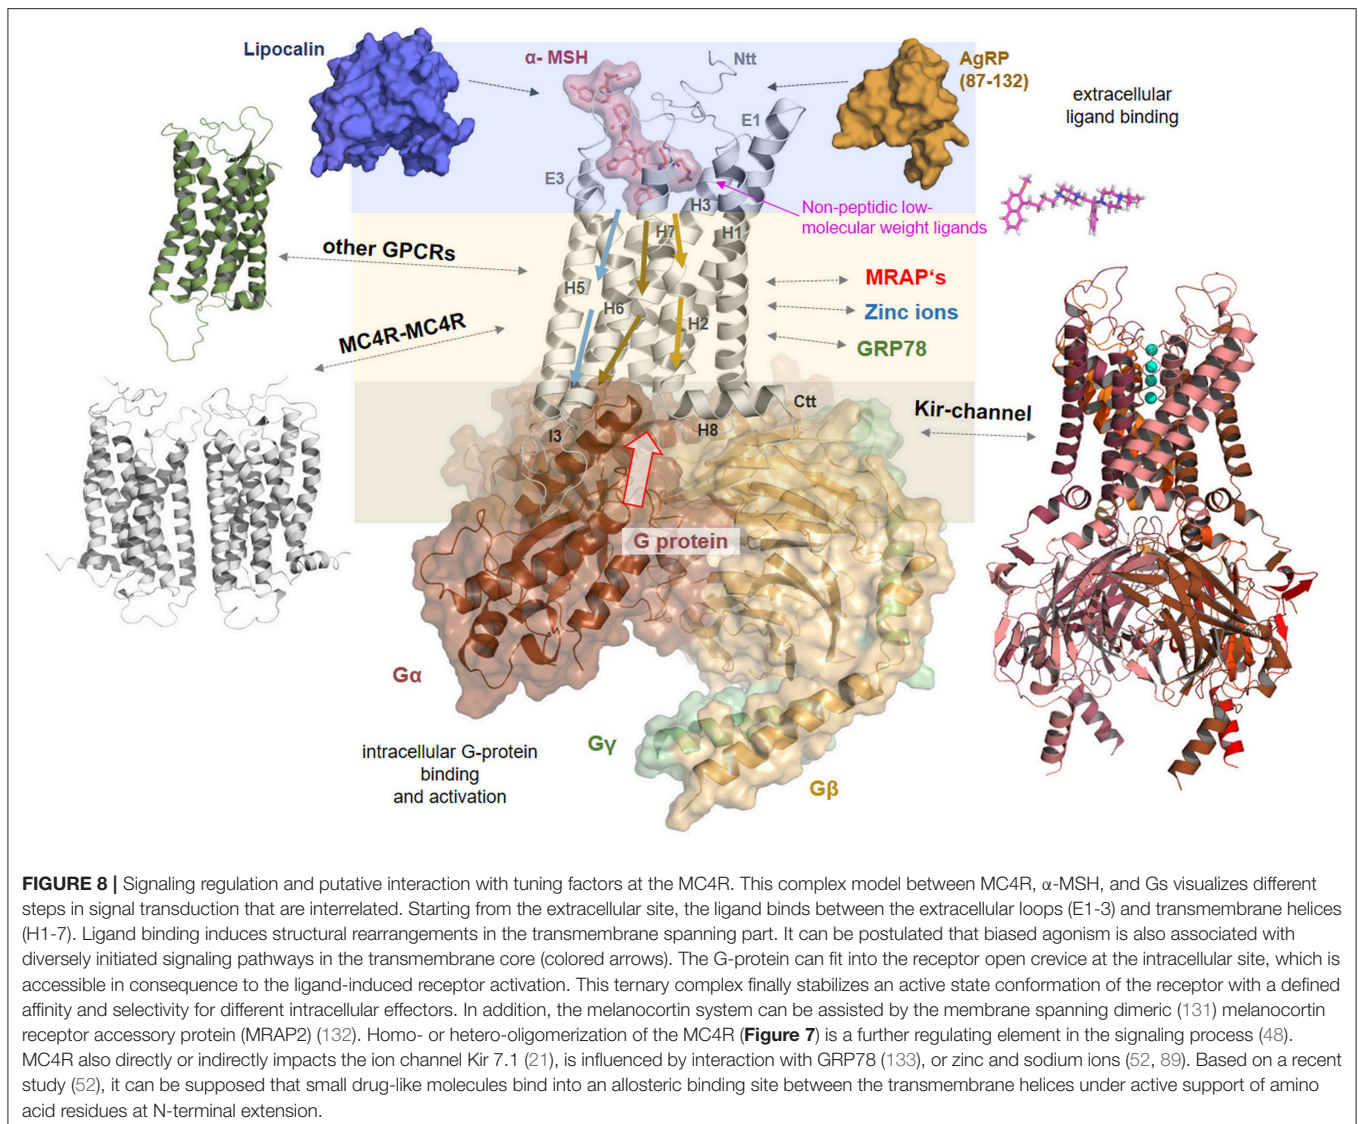 Lipocalin
α- MSH
Ntt
AgRP
(87-132)
extracellular
ligand binding
E1
E3
H3
Non-peptidic low-
molecular weight ligands
H7
H1
other GPCRs
MRAP‘s
H5
Zinc ions
H6
H2
MC4R-MC4R
GRP78
Ctt
Kir-channel
I3
H8
G protein
Gα
Gγ
intracellular G-protein
binding
and activation
Gβ
FIGURE 8 | Signaling regulation and putative interaction with tuning factors at the MC4R. This complex model between MC4R, α-MSH, and Gs visualizes different
steps in signal transduction that are interrelated. Starting from the extracellular site, the ligand binds between the extracellular loops (E1-3) and transmembrane helices
(H1-7). Ligand binding induces structural rearrangements in the transmembrane spanning part. It can be postulated that biased agonism is also associated with
diversely initiated signaling pathways in the transmembrane core (colored arrows). The G-protein can fit into the receptor open crevice at the intracellular site, which is
accessible in consequence to the ligand-induced receptor activation. This ternary complex finally stabilizes an active state conformation of the receptor with a defined
affinity and selectivity for different intracellular effectors. In addition, the melanocortin system can be assisted by the membrane spanning dimeric (131) melanocortin
receptor accessory protein (MRAP2) (132). Homo- or hetero-oligomerization of the MC4R (Figure 7) is a further regulating element in the signaling process (48).
MC4R also directly or indirectly impacts the ion channel Kir 7.1 (21), is influenced by interaction with GRP78 (133), or zinc and sodium ions (52, 89). Based on a recent
study (52), it can be supposed that small drug-like molecules bind into an allosteric binding site between the transmembrane helices under active support of amino
acid residues at N-terminal extension.